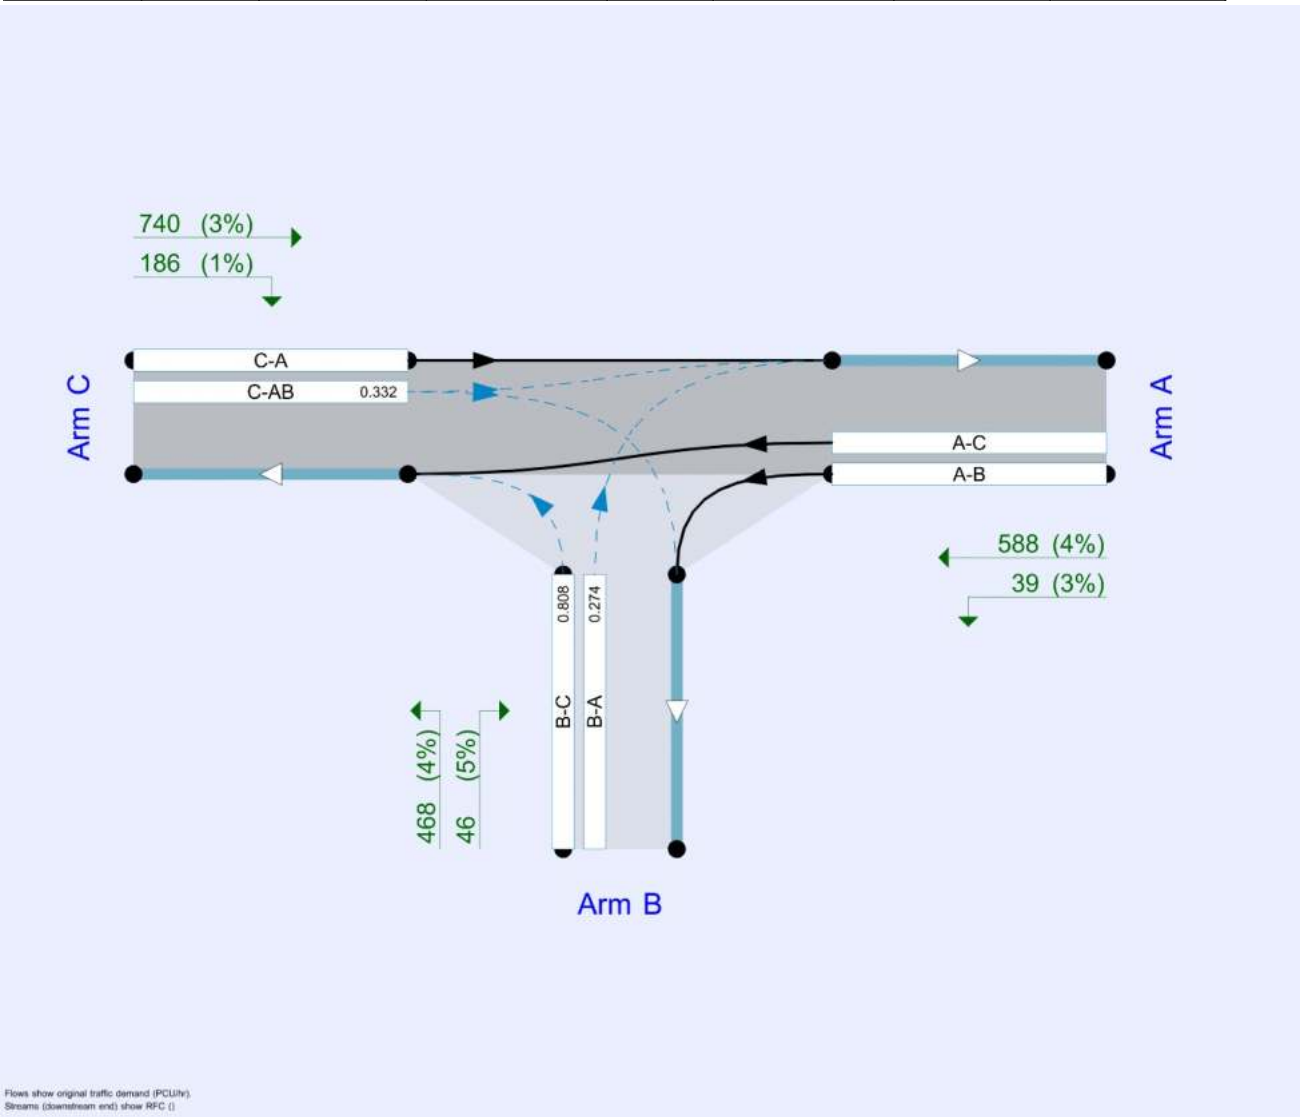 740 (3%)
186 (1%)
C-A
C-AB 0.332
Arm C
Arm A
A-C
A-B
588 (4%)
39 (3%)
0.808
0.274
B-C
B-A
468 (4%)
46 (5%)
Arm B
Flows show original traffic demand (PCU/hr).
Streams (downstream end) show RFC ()